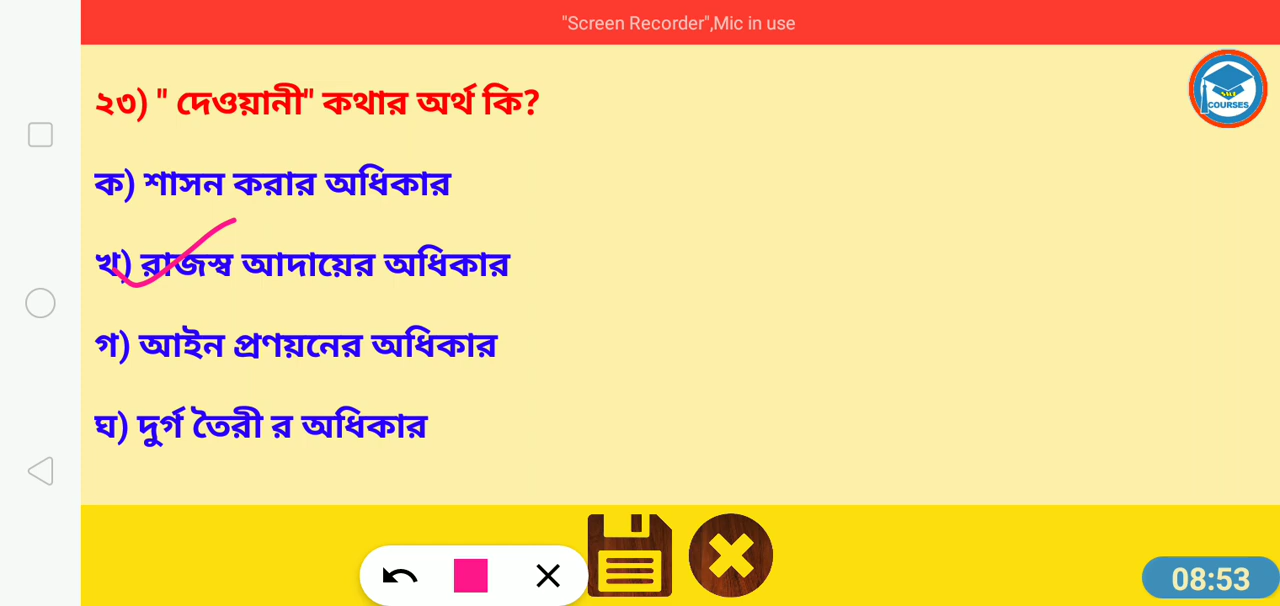 "Screen Recorder",Mic in use
COURSES
২৩) " দেওয়ানী" কথার অর্থ কি?
ক) শাসন করার অধিকার
খ) রাজস্ব আদায়ের অধিকার
গ) আইন প্রণয়নের অধিকার
ঘ) দুর্গ তৈরী র অধিকার
08:53